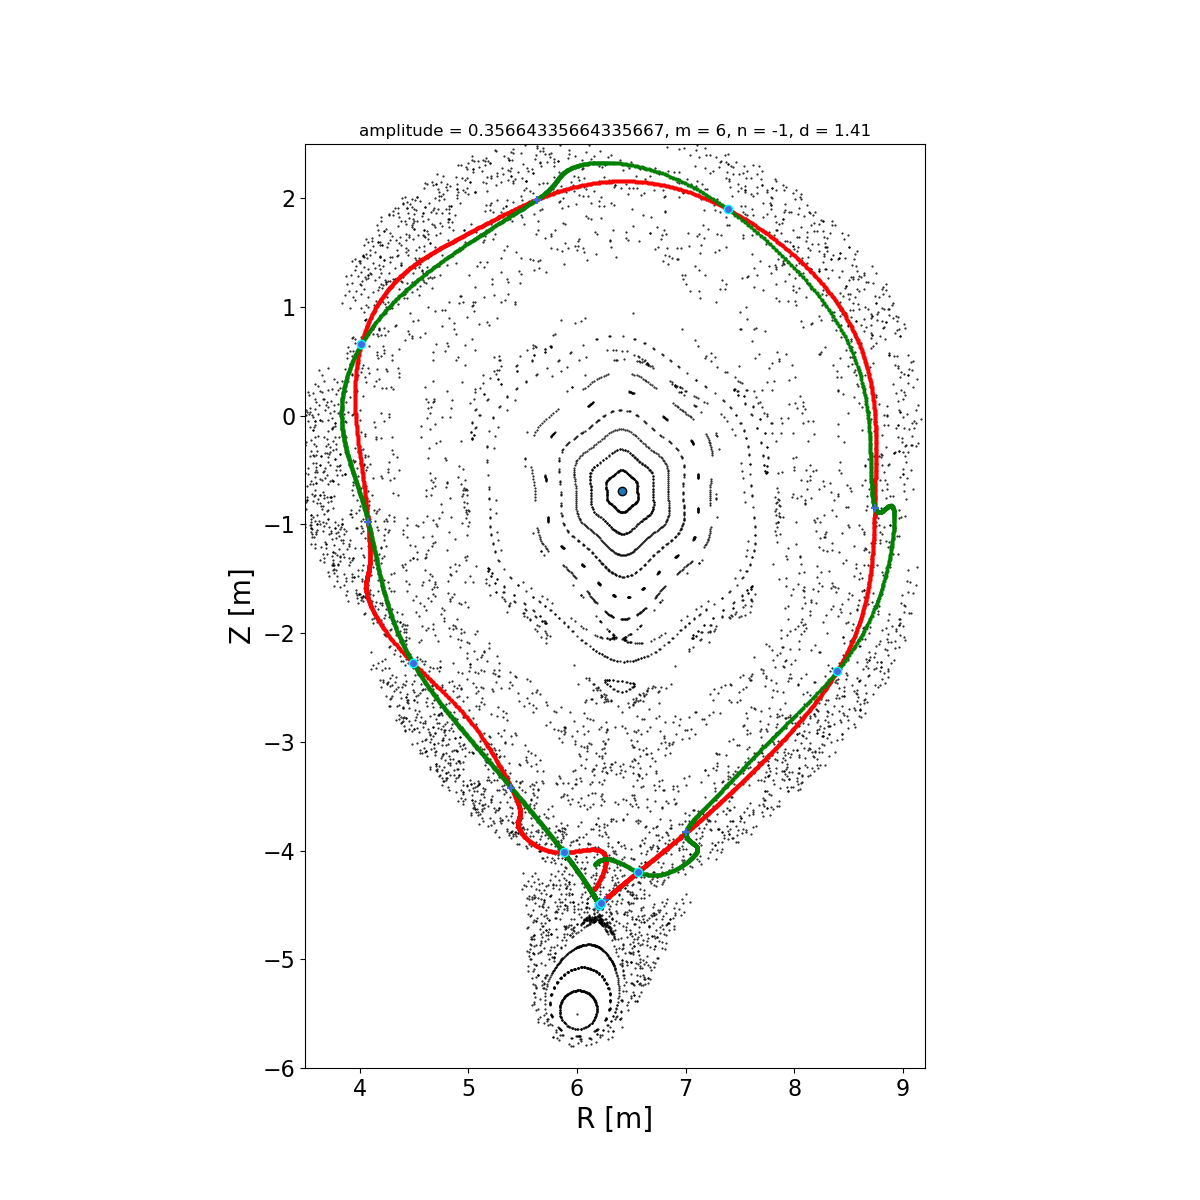 amplitude = 0.35664335664335667, m = 6, n = -1, d = 1.41
2
1
0
−1
−2
−3
−4
−5
−6
Z [m]
4 5 6 7 8 9
R [m]